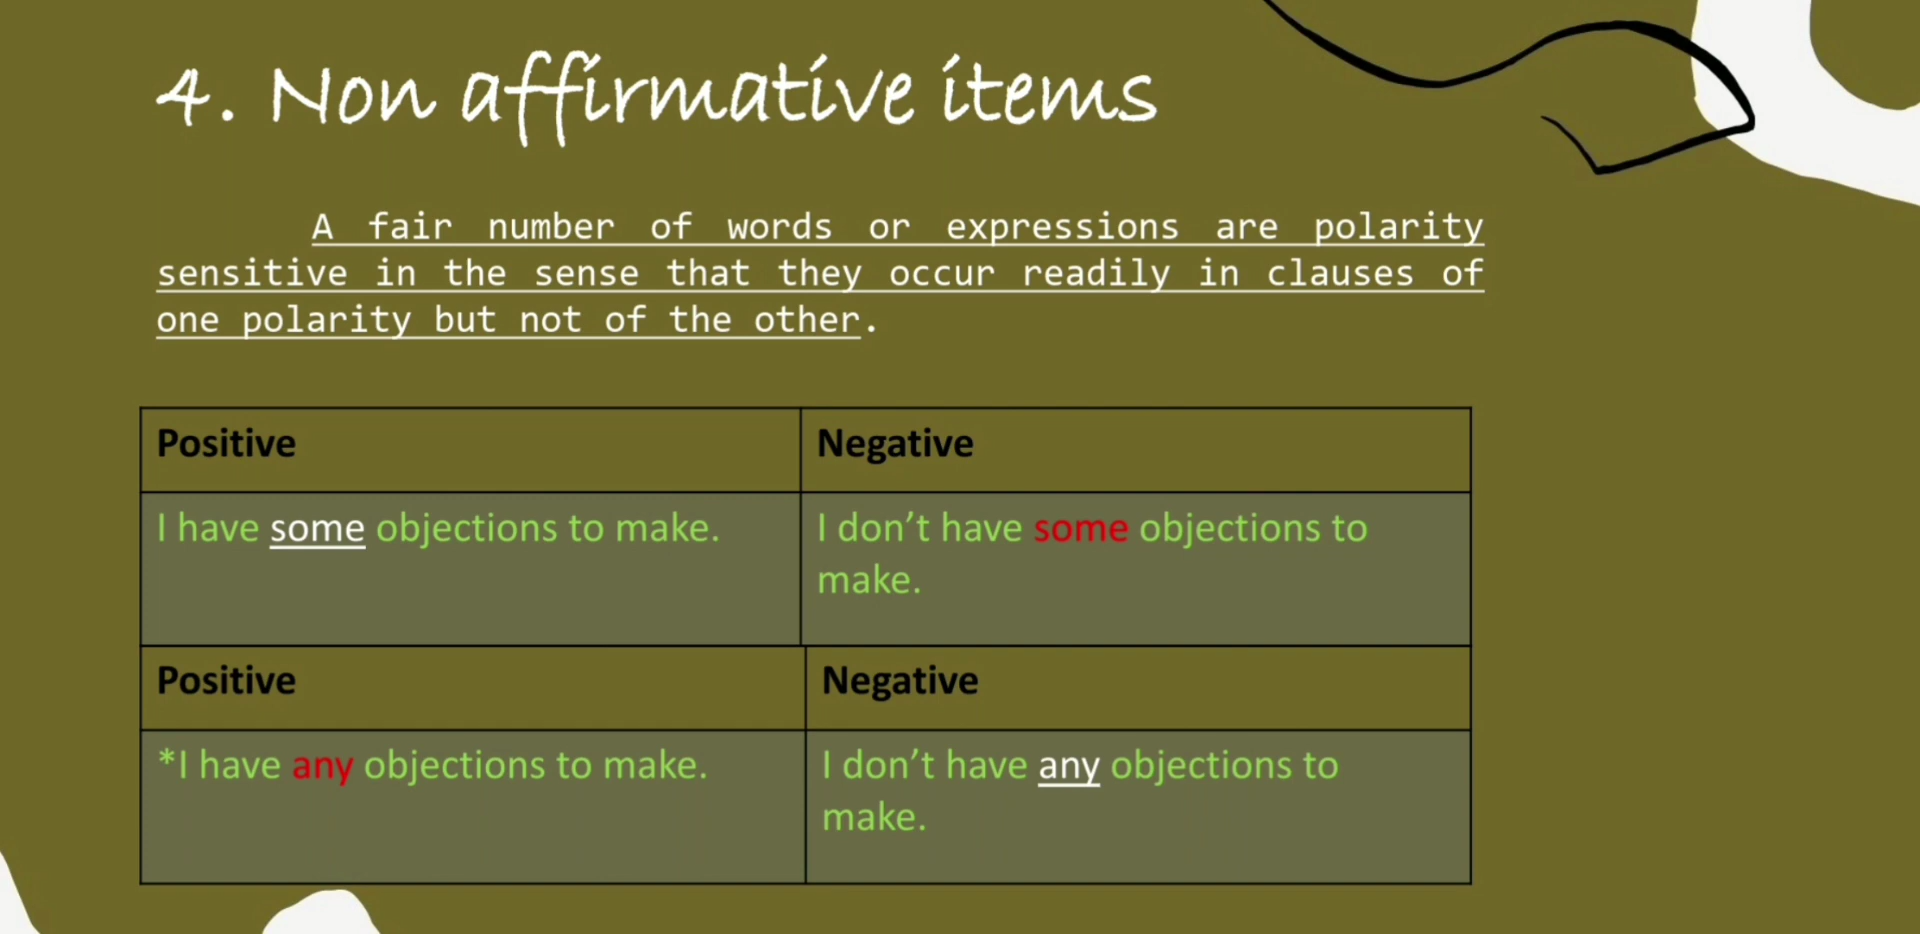 4. Non affirmative items
A fair number of words or expressions are polarity
sensitive in the sense that they occur readily in clauses of
one polarity but not of the other.
Positive
Negative
I have some objections to make.
I don’t have some objections to
make.
Positive
Negative
*I have any objections to make.
I don’t have any objections to
make.